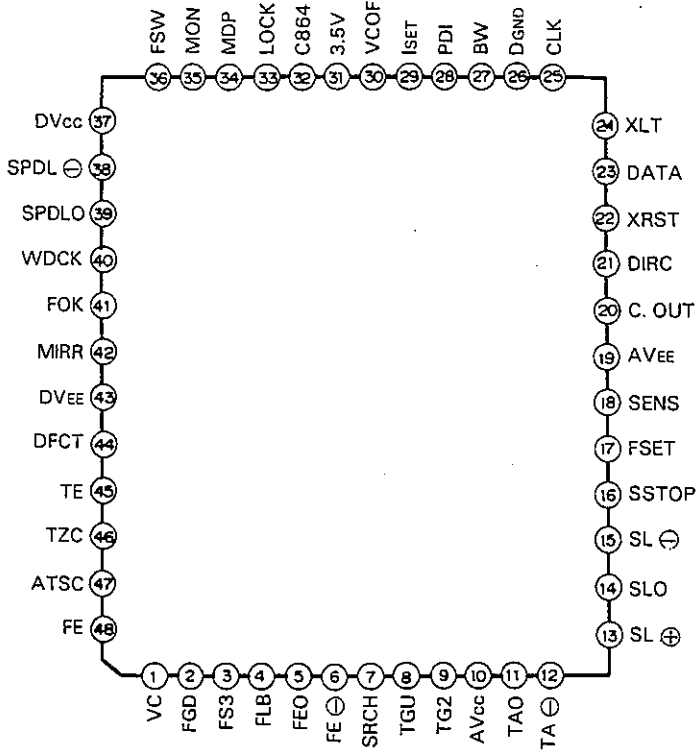 FSW MON MDP LOCK C864 3.5V VCOF ISET PDI BW DGND CLK
36 35 34 33 32 31 30 29 28 27 26 25
DVcc 37
SPDL ⊖ 38
SPDLO 39
WDCK 40
FOK 41
MIRR 42
DVEE 43
DFCT 44
TE 45
TZC 46
ATSC 47
FE 48
24 XLT
23 DATA
22 XRST
21 DIRC
20 C. OUT
19 AVEE
18 SENS
17 FSET
16 SSTOP
15 SL ⊖
14 SLO
13 SL ⊕
1 2 3 4 5 6 7 8 9 10 11 12
VC FGD FS3 FLB FEO FE ⊖ SRCH TGU TG2 AVcc TAO TA ⊖